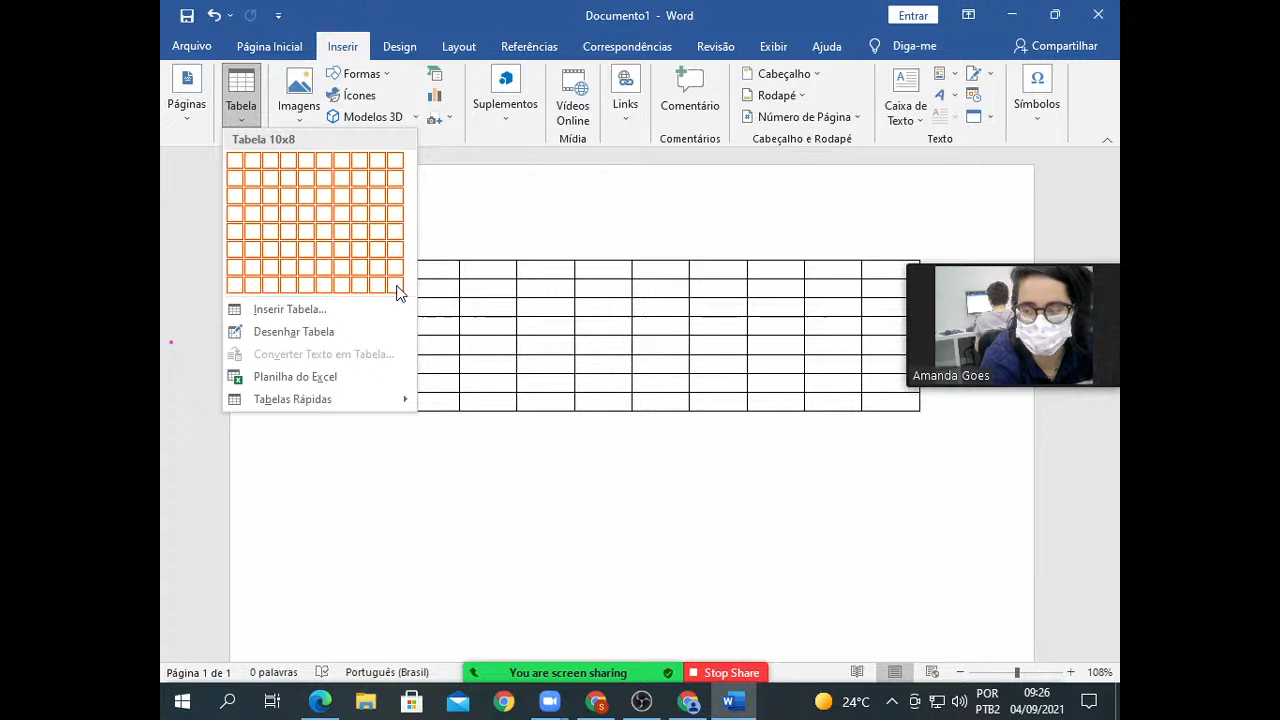 Documento1 - Word
Entrar
Arquivo
Página Inicial
Inserir
Design
Layout
Referências
Correspondências
Revisão
Exibir
Ajuda
Diga-me
Compartilhar
Páginas
Tabela
Imagens
Formas
Ícones
Modelos 3D
Suplementos
Vídeos
Online
Mídia
Links
Comentário
Comentários
Cabeçalho
Rodapé
Número de Página
Cabeçalho e Rodapé
Caixa de
Texto
Texto
Símbolos
Tabela 10x8
Inserir Tabela...
Desenhar Tabela
Converter Texto em Tabela...
Planilha do Excel
Tabelas Rápidas
Amanda Goes
Página 1 de 1
0 palavras
Português (Brasil)
You are screen sharing
Stop Share
108%
24°C
POR
PTB2
09:26
04/09/2021